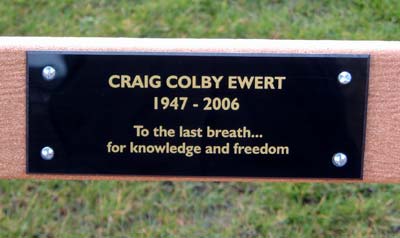 CRAIG COLBY EWERT
1947 - 2006
To the last breath...
for knowledge and freedom